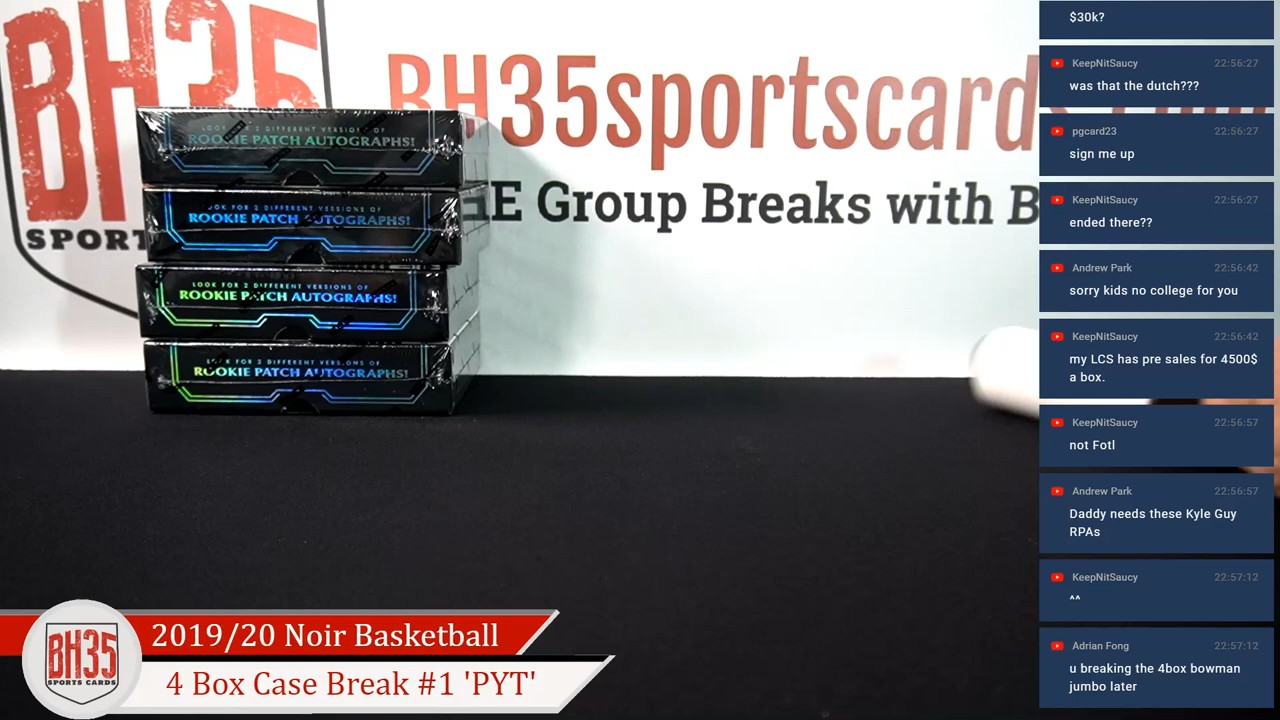 BH35
SPORT
BH35sportscard
E Group Breaks with B
LOOK FOR 2 DIFFERENT VERSIONS OF
ROOKIE PATCH AUTOGRAPHS!
LOOK FOR 2 DIFFERENT VERSIONS OF
ROOKIE PATCH AUTOGRAPHS!
LOOK FOR 2 DIFFERENT VERSIONS OF
ROOKIE PATCH AUTOGRAPHS!
LOOK FOR 2 DIFFERENT VERSIONS OF
ROOKIE PATCH AUTOGRAPHS!
BH35
SPORTS CARDS
2019/20 Noir Basketball
4 Box Case Break #1 'PYT'
$30k?
KeepNitSaucy 22:56:27
was that the dutch???
pgcard23 22:56:27
sign me up
KeepNitSaucy 22:56:27
ended there??
Andrew Park 22:56:42
sorry kids no college for you
KeepNitSaucy 22:56:42
my LCS has pre sales for 4500$
a box.
KeepNitSaucy 22:56:57
not Fotl
Andrew Park 22:56:57
Daddy needs these Kyle Guy
RPAs
KeepNitSaucy 22:57:12
^^
Adrian Fong 22:57:12
u breaking the 4box bowman
jumbo later